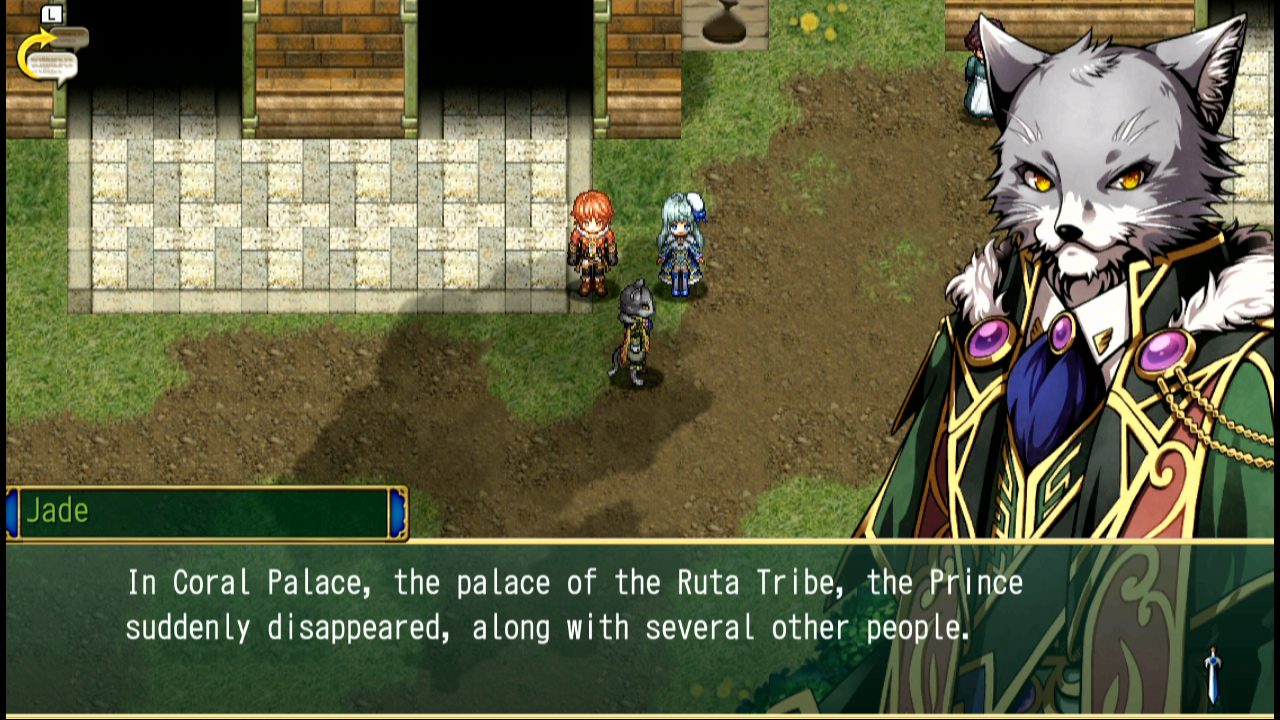 L
Jade
In Coral Palace, the palace of the Ruta Tribe, the Prince
suddenly disappeared, along with several other people.